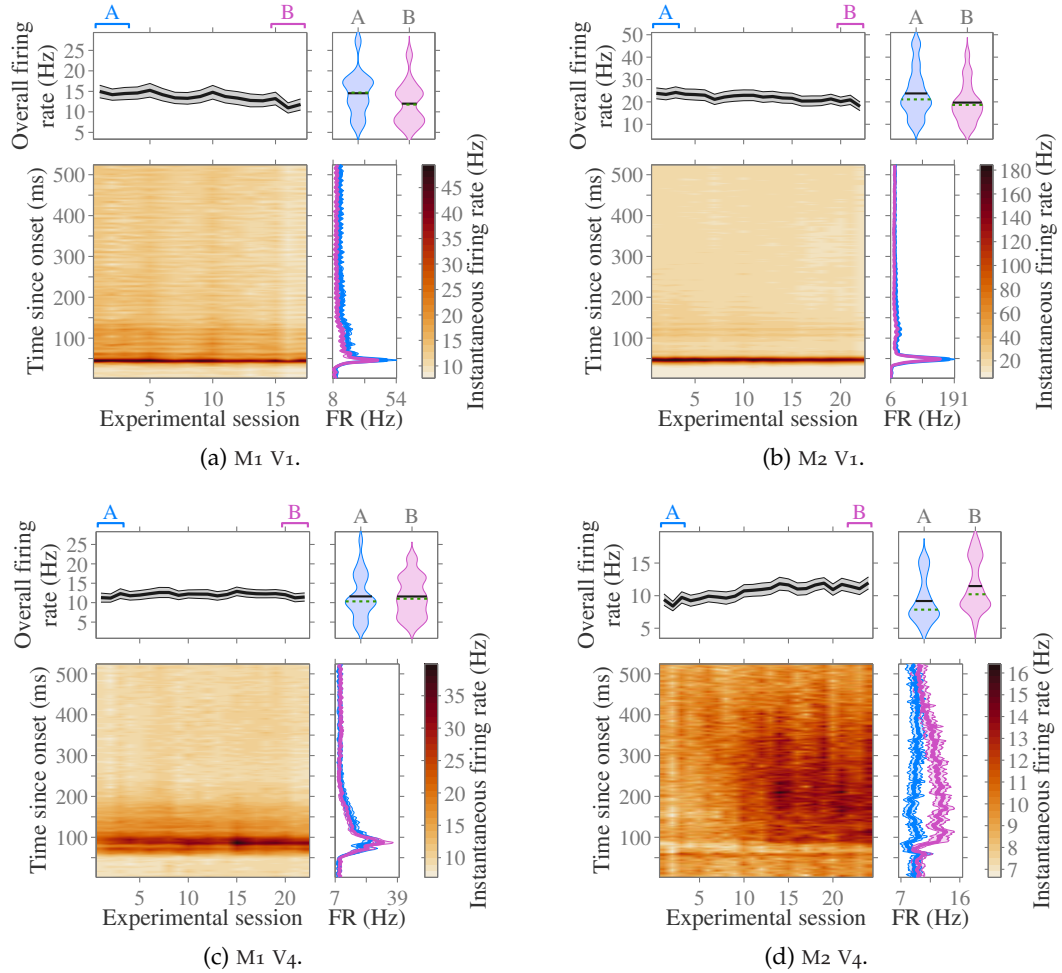 A B
Overall firing rate (Hz)
25
20
15
10
5
A B
Time since onset (ms)
500
400
300
200
100
5 10 15
Experimental session
8 54
FR (Hz)
45
40
35
30
25
20
15
10
Instantaneous firing rate (Hz)
(a) M1 V1.
A B
Overall firing rate (Hz)
50
40
30
20
10
A B
Time since onset (ms)
500
400
300
200
100
5 10 15 20
Experimental session
6 191
FR (Hz)
180
160
140
120
100
80
60
40
20
Instantaneous firing rate (Hz)
(b) M2 V1.
A B
Overall firing rate (Hz)
25
20
15
10
5
A B
Time since onset (ms)
500
400
300
200
100
5 10 15 20
Experimental session
7 39
FR (Hz)
35
30
25
20
15
10
Instantaneous firing rate (Hz)
(c) M1 V4.
A B
Overall firing rate (Hz)
15
10
5
A B
Time since onset (ms)
500
400
300
200
100
5 10 15 20
Experimental session
7 16
FR (Hz)
16
15
14
13
12
11
10
9
8
7
Instantaneous firing rate (Hz)
(d) M2 V4.